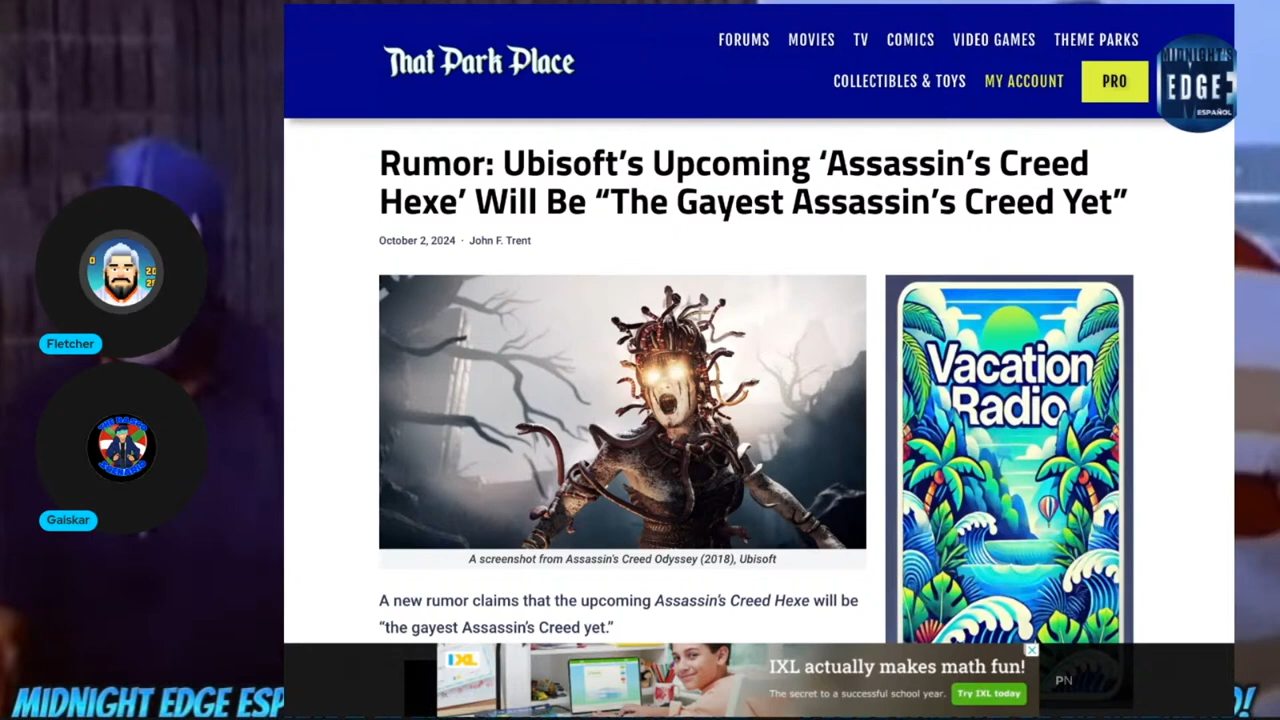 That Park Place
FORUMS MOVIES TV COMICS VIDEO GAMES THEME PARKS
COLLECTIBLES & TOYS MY ACCOUNT PRO
MIDNIGHT'S
EDGE
ESPAÑOL
Rumor: Ubisoft's Upcoming ‘Assassin's Creed
Hexe’ Will Be “The Gayest Assassin's Creed Yet”
October 2, 2024 · John F. Trent
Fletcher
Gaiskar
Vacation
Radio
A screenshot from Assassin's Creed Odyssey (2018), Ubisoft
A new rumor claims that the upcoming Assassin's Creed Hexe will be
“the gayest Assassin's Creed yet.”
IXL
IXL actually makes math fun!
The secret to a successful school year. Try IXL today
PN
MIDNIGHT EDGE ESP
O!